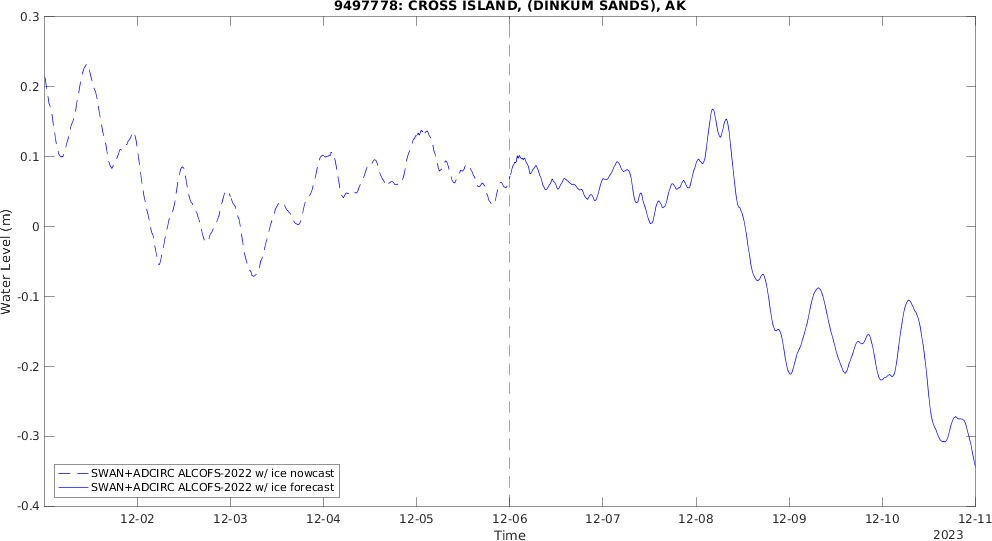 9497778: CROSS ISLAND, (DINKUM SANDS), AK
0.3
0.2
0.1
0
-0.1
-0.2
-0.3
-0.4
Water Level (m)
SWAN+ADCIRC ALCOFS-2022 w/ ice nowcast
SWAN+ADCIRC ALCOFS-2022 w/ ice forecast
12-02 12-03 12-04 12-05 12-06 12-07 12-08 12-09 12-10 12-11
Time
2023